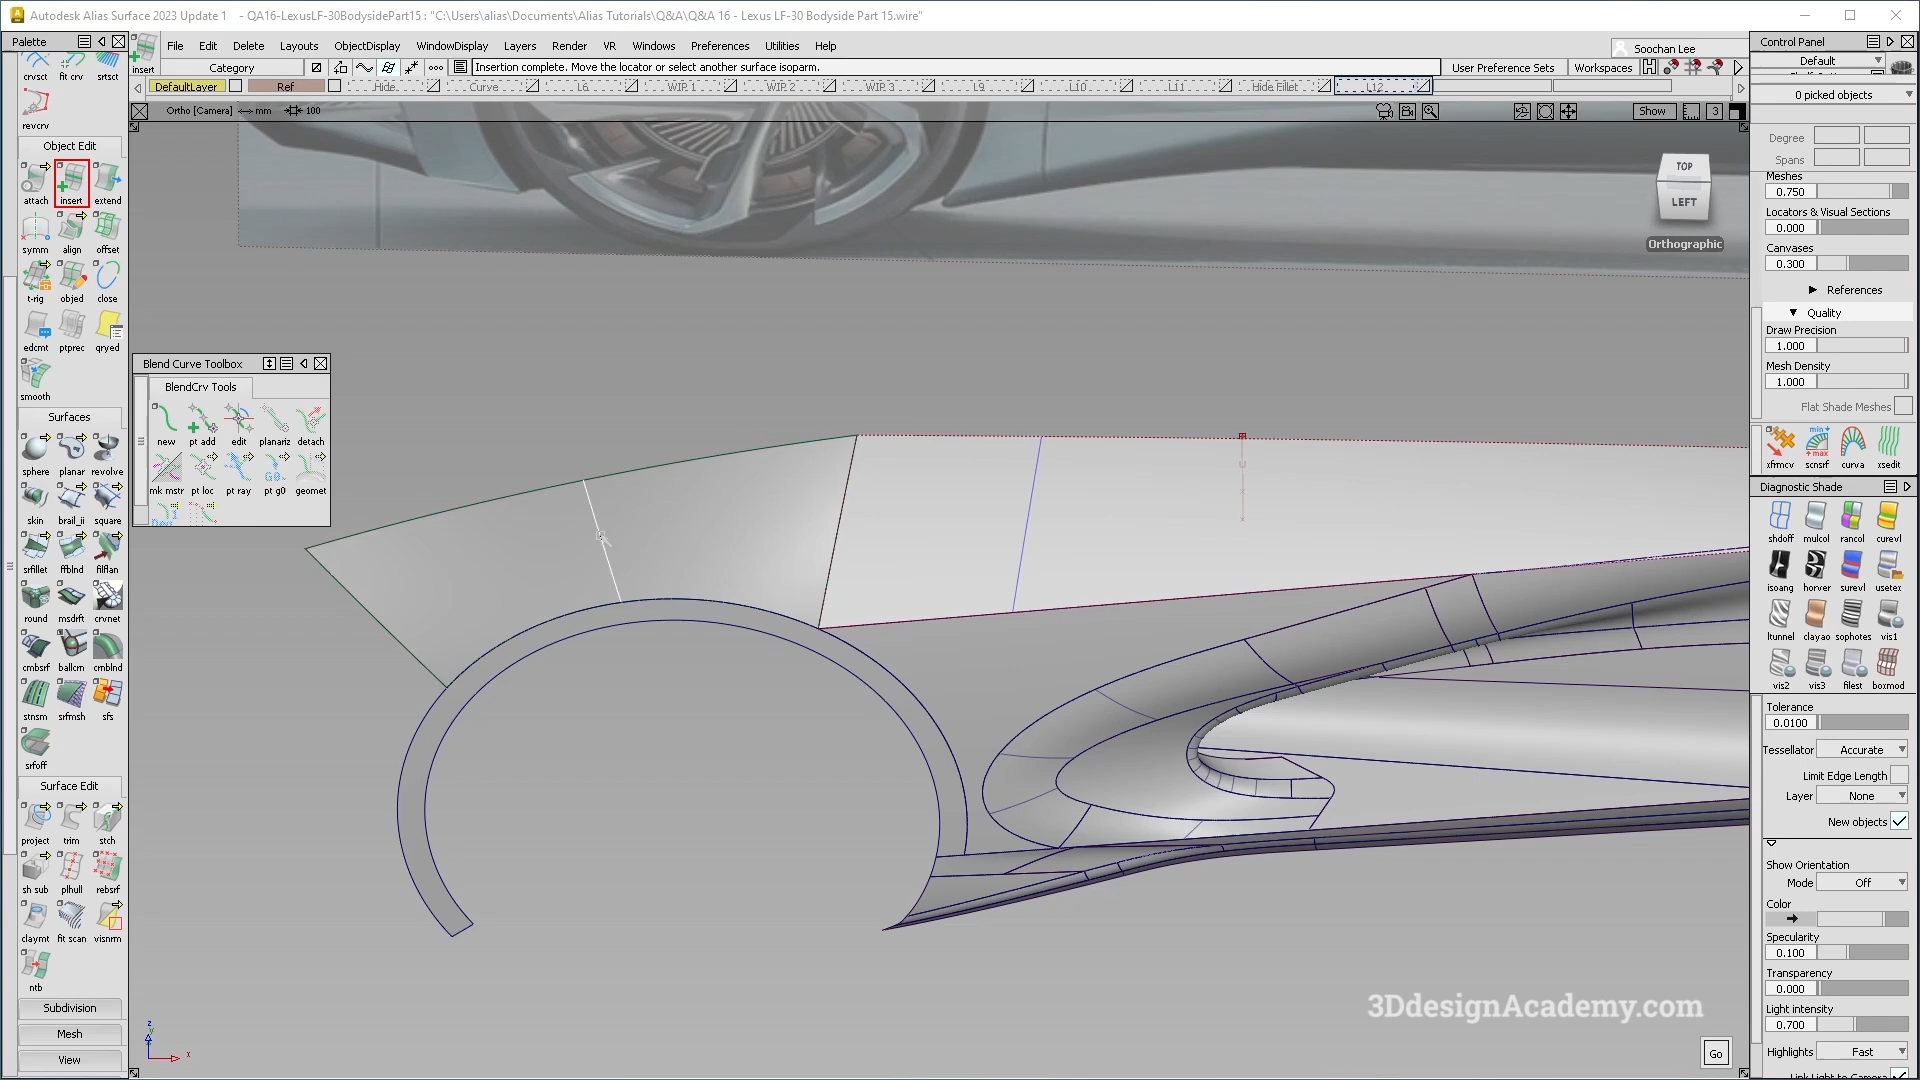 Autodesk Alias Surface 2023 Update 1 - QA16-LexusLF-30BodysidePart15 : "C:\Users\alias\Documents\Alias Tutorials\Q&A\Q&A 16 - Lexus LF-30 Bodyside Part 15.wire"
Palette
insert
File Edit Delete Layouts ObjectDisplay WindowDisplay Layers Render VR Windows Preferences Utilities Help
Soochan Lee
Category
Insertion complete. Move the locator or select another surface isoparm.
User Preference Sets Workspaces
DefaultLayer Ref Hide Curve L6 WIP 1 WIP 2 WIP 3 L9 L10 L11 Hide Fillet L12
Ortho [Camera] mm 100
Show 3
crvsct fit crv srtsct
revcrv
Object Edit
attach insert extend
symm align offset
t-rig objed close
edcmt ptprec qryed
smooth
Surfaces
sphere planar revolve
skin brail_ii square
srfillet ffblnd filflan
round msdrft crvnet
cmbsrf ballcrn crnblnd
stnsm srfmsh sfs
srfoff
Surface Edit
project trim stch
sh sub plhull rebsrf
claymt fit scan visnrm
ntb
Subdivision
Mesh
View
Blend Curve Toolbox
BlendCrv Tools
new pt add edit planariz detach
mk mstr pt loc pt ray pt g0 geomet
TOP
LEFT
Orthographic
U
z
x
3DdesignAcademy.com
Go
Control Panel
Default
0 picked objects
Degree
Spans
Meshes
0.750
Locators & Visual Sections
0.000
Canvases
0.300
References
Quality
Draw Precision
1.000
Mesh Density
1.000
Flat Shade Meshes
xfrmcv scnsrf curva xsedit
Diagnostic Shade
shdoff mulcol rancol curevl
isoang horver surevl usetex
ltunnel clayao sophotes vis1
vis2 vis3 filest boxmod
Tolerance
0.0100
Tessellator Accurate
Limit Edge Length
Layer None
New objects
Show Orientation
Mode Off
Color
Specularity
0.100
Transparency
0.000
Light intensity
0.700
Highlights Fast
Link Light to Camera